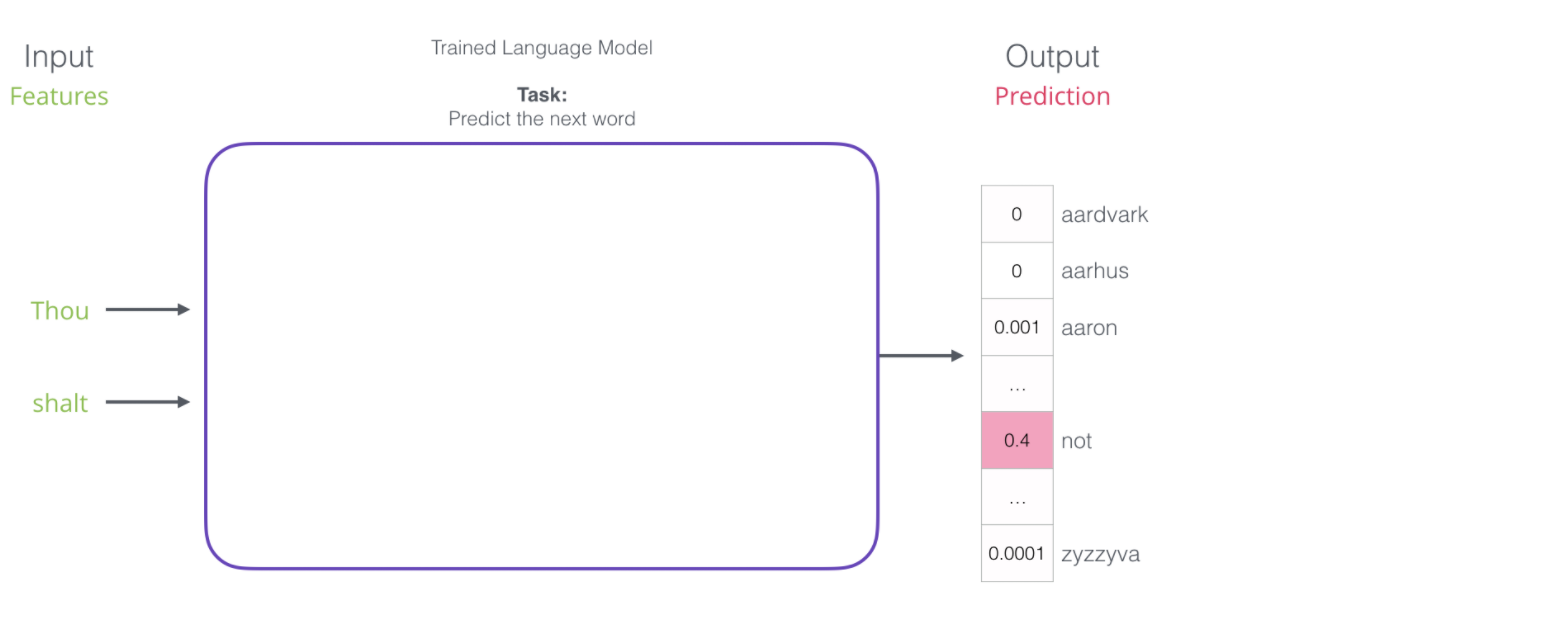 Input
Features
Trained Language Model
Task:
Predict the next word
Output
Prediction
Thou
shalt
0 aardvark
0 aarhus
0.001 aaron
...
0.4 not
...
0.0001 zyzzyva